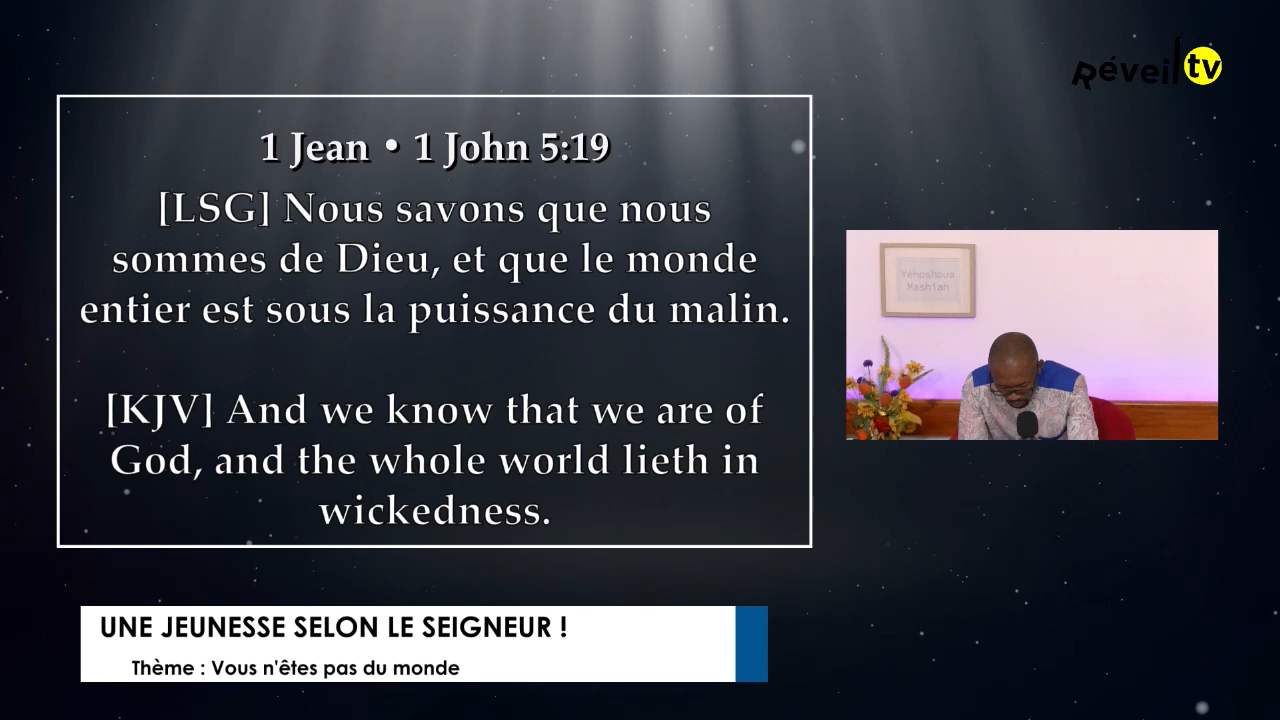 Réveil tv
1 Jean • 1 John 5:19
[LSG] Nous savons que nous
sommes de Dieu, et que le monde
entier est sous la puissance du malin.
[KJV] And we know that we are of
God, and the whole world lieth in
wickedness.
Yéhoshoua
Mashiah
UNE JEUNESSE SELON LE SEIGNEUR !
Thème : Vous n'êtes pas du monde